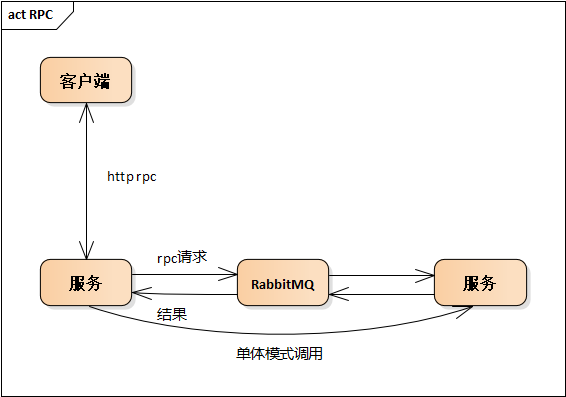 act RPC
客户端
http rpc
rpc请求
服务
RabbitMQ
服务
结果
单体模式调用